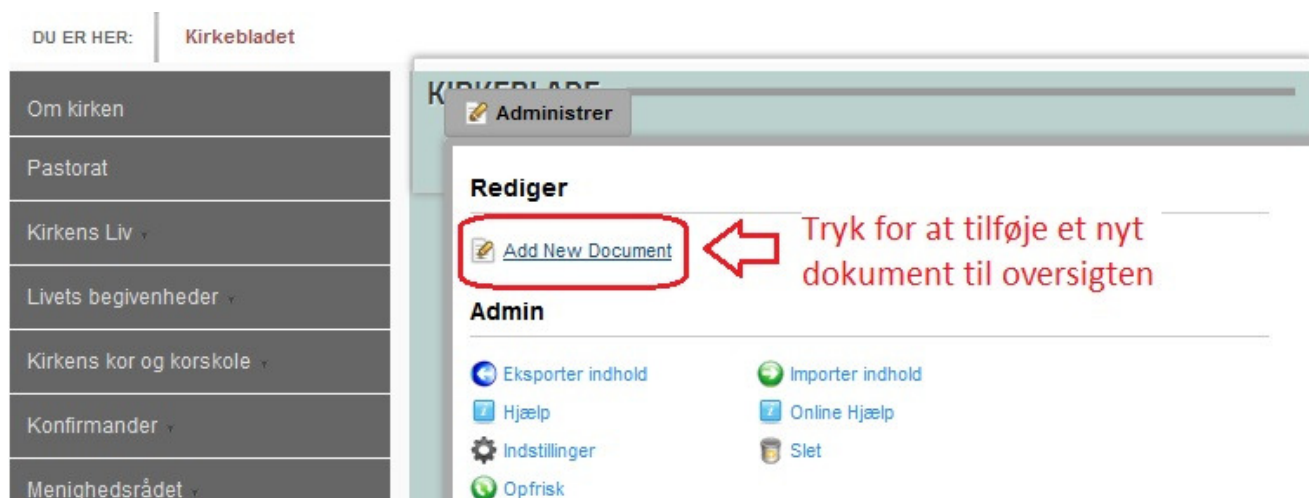 DU ER HER: Kirkebladet
Om kirken
Pastorat
Kirkens Liv
Livets begivenheder
Kirkens kor og korskole
Konfirmander
Menighedsrådet
Administrer
Rediger
Add New Document
Tryk for at tilføje et nyt
dokument til oversigten
Admin
Eksporter indhold
Importer indhold
Hjælp
Online Hjælp
Indstillinger
Slet
Opfrisk